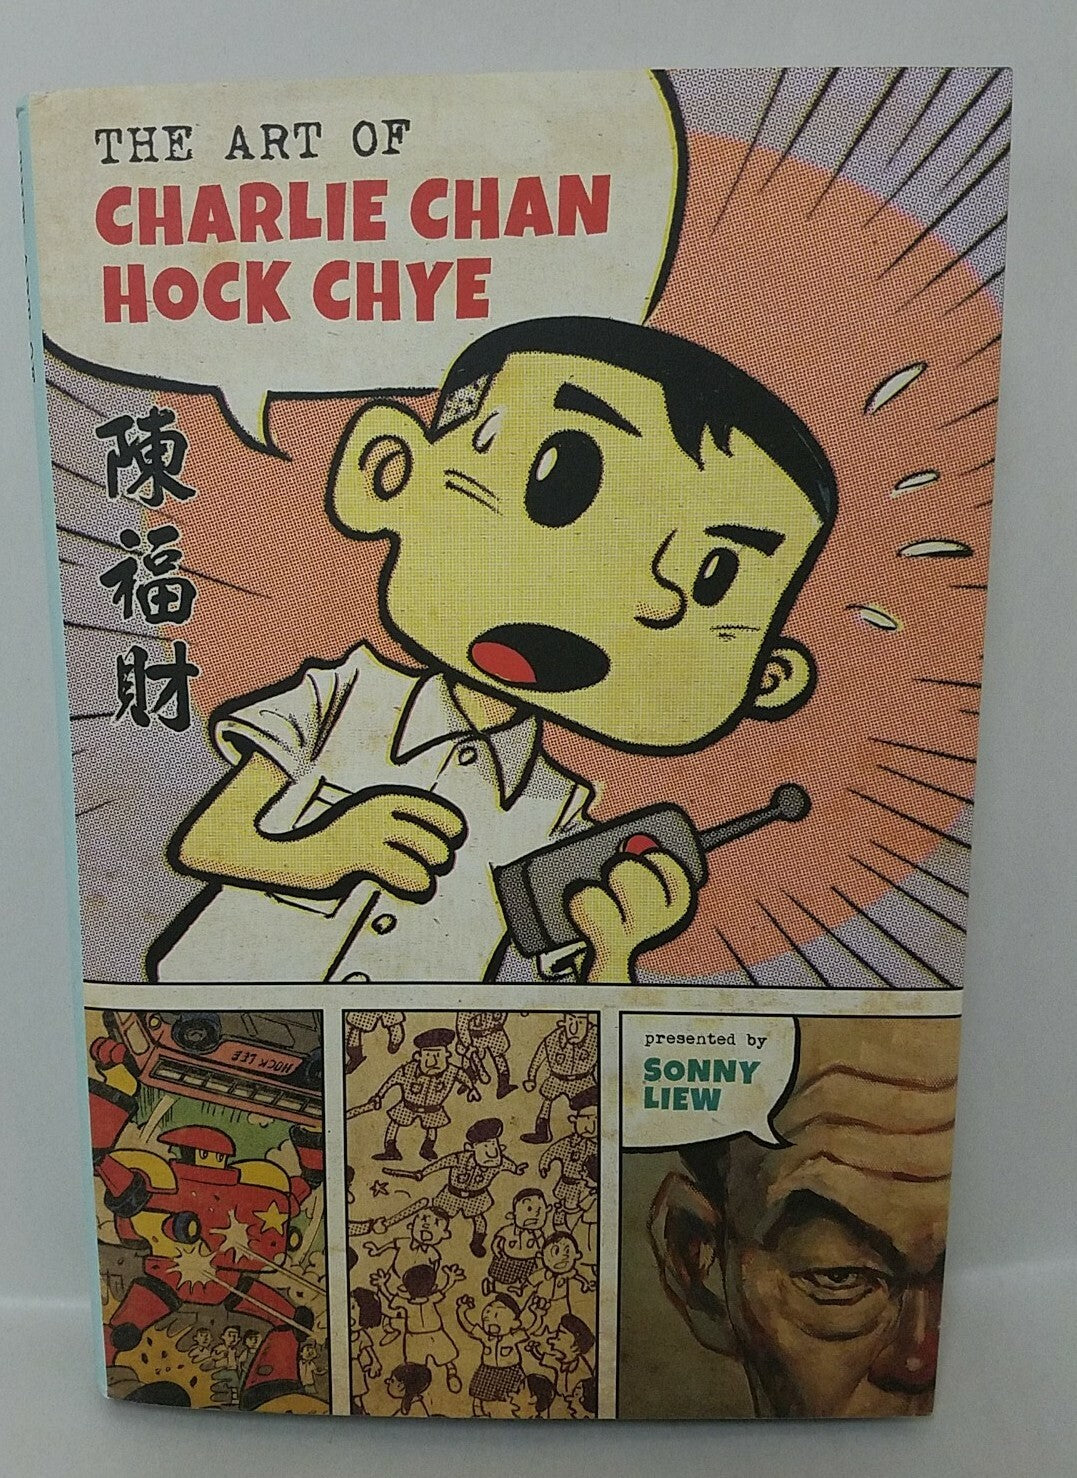 THE ART OF
CHARLIE CHAN
HOCK CHYE
陳福財
HOCK LEE
presented by
SONNY
LIEW